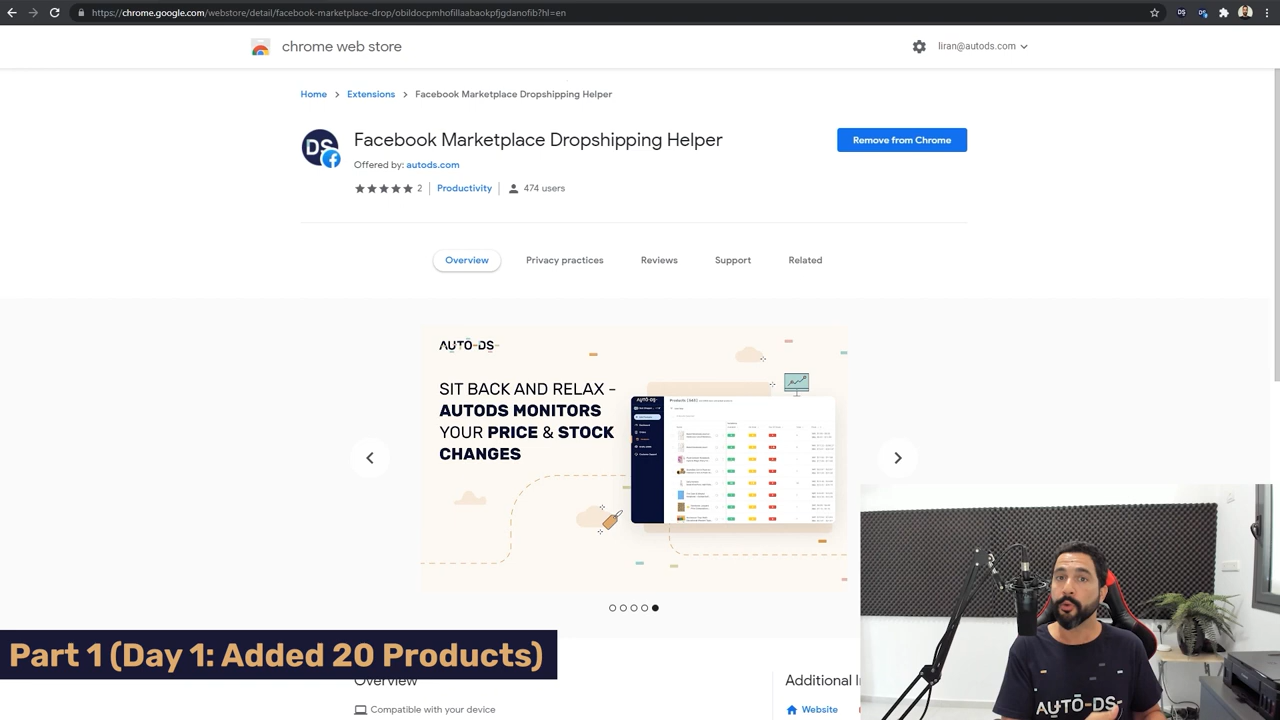 https://chrome.google.com/webstore/detail/facebook-marketplace-drop/obildocpmhofillaabaokpfjgdanofib?hl=en
chrome web store
liran@autods.com
Home > Extensions > Facebook Marketplace Dropshipping Helper
DS
Facebook Marketplace Dropshipping Helper
Remove from Chrome
Offered by: autods.com
2 | Productivity | 474 users
Overview
Privacy practices
Reviews
Support
Related
AUTO-DS
SIT BACK AND RELAX -
AUTODS MONITORS
YOUR PRICE & STOCK
CHANGES
Part 1 (Day 1: Added 20 Products)
Overview
Additional I
Compatible with your device
Website
AUTO-DS